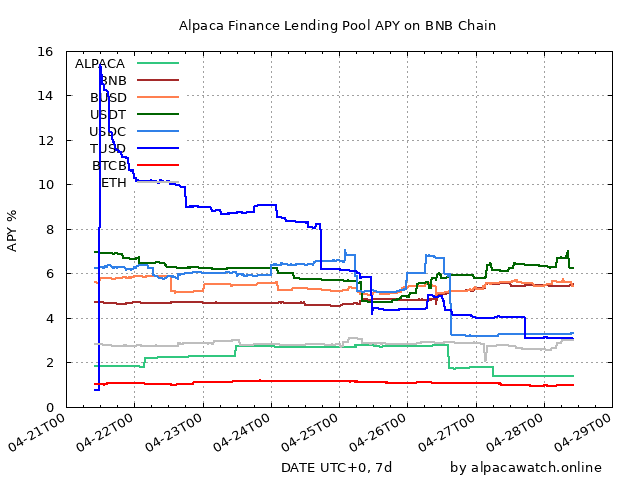 Alpaca Finance Lending Pool APY on BNB Chain
16
14
12
10
8
6
4
2
0
APY %
ALPACA
BNB
BUSD
USDT
USDC
TUSD
BTCB
ETH
04-21T00
04-22T00
04-23T00
04-24T00
04-25T00
04-26T00
04-27T00
04-28T00
04-29T00
DATE UTC+0, 7d
by alpacawatch.online